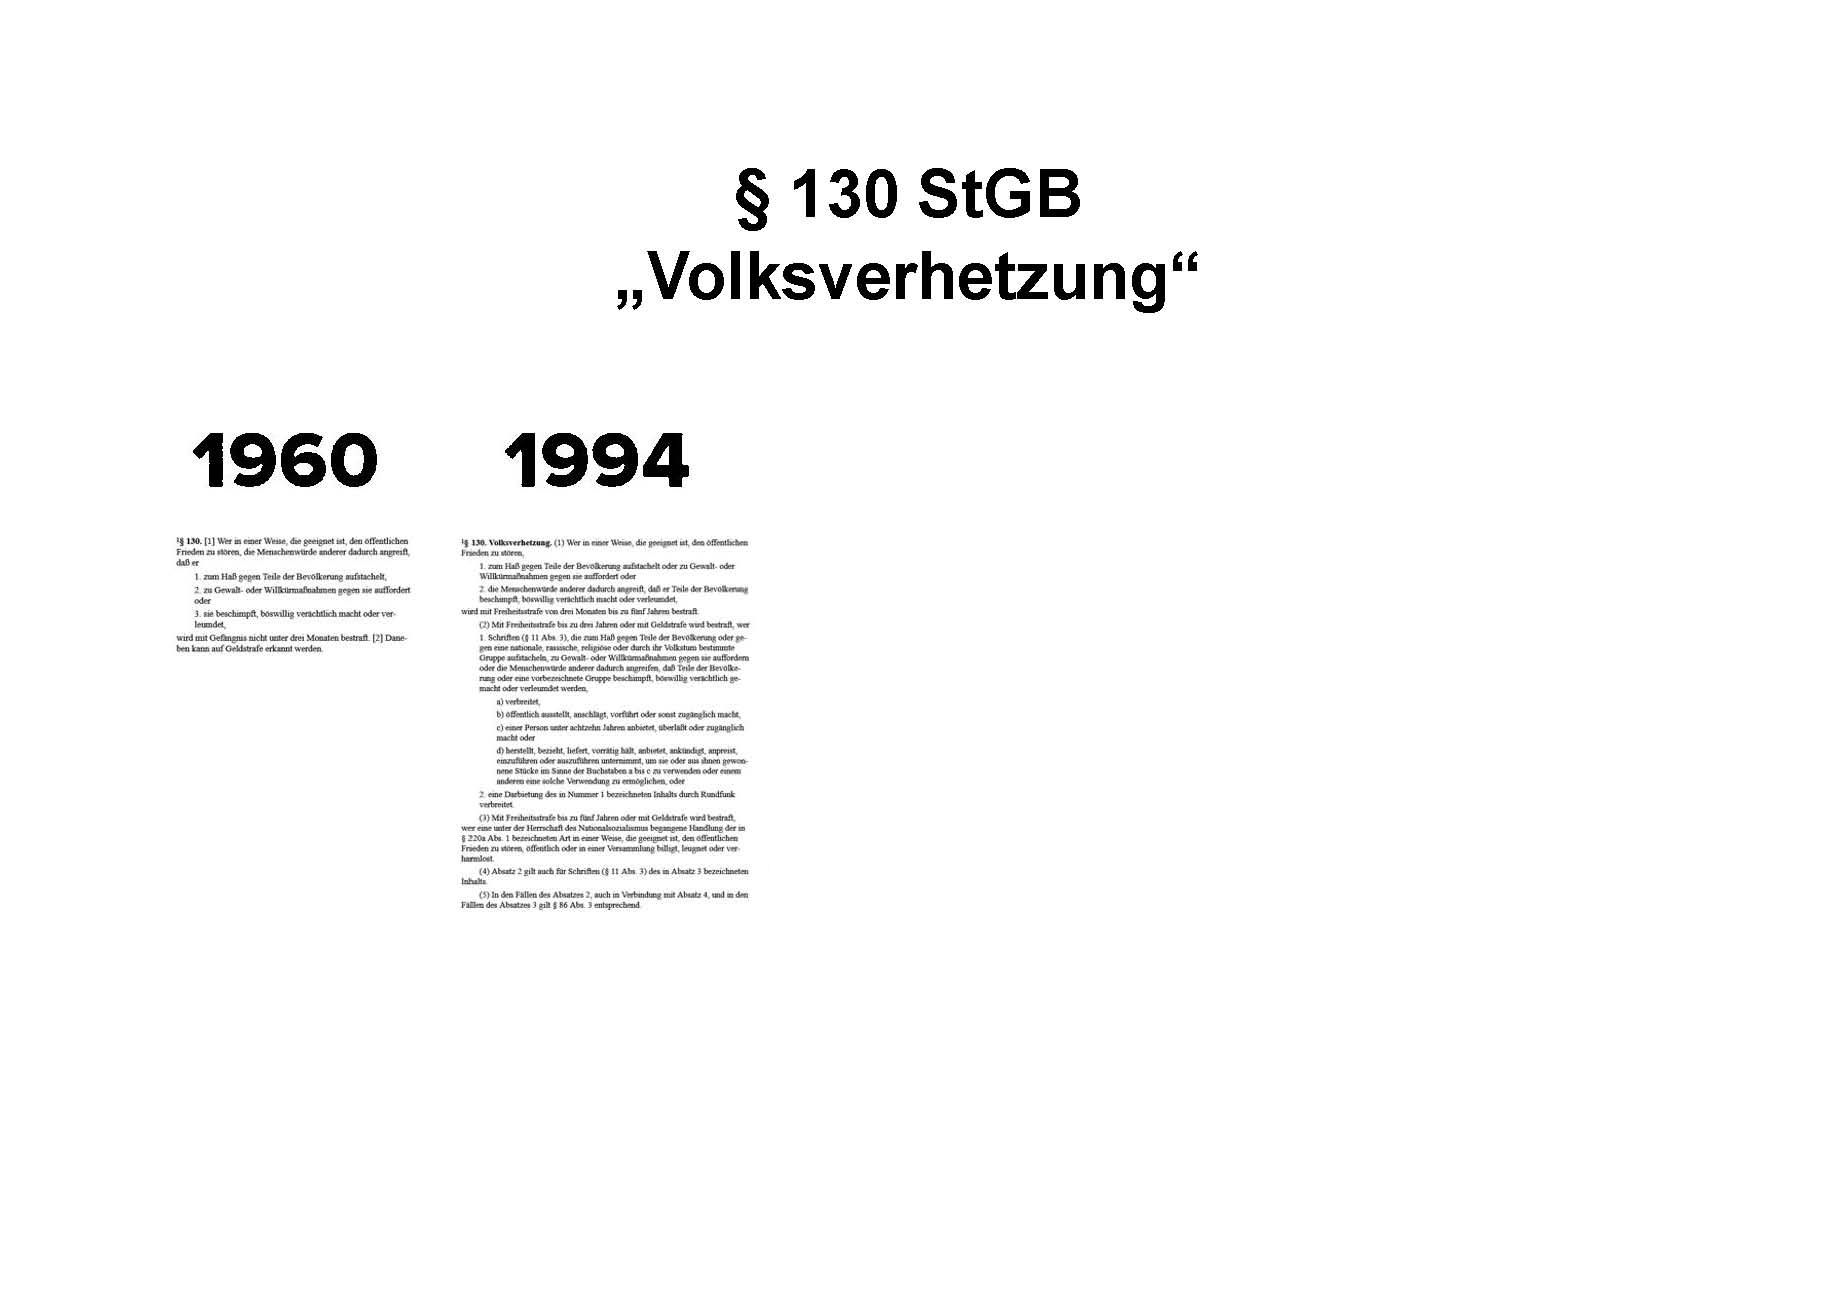 § 130 StGB
„Volksverhetzung“
1960
¹§ 130. [1] Wer in einer Weise, die geeignet ist, den öffentlichen
Frieden zu stören, die Menschenwürde anderer dadurch angreift,
daß er
1. zum Haß gegen Teile der Bevölkerung aufstachelt,
2. zu Gewalt- oder Willkürmaßnahmen gegen sie auffordert
oder
3. sie beschimpft, böswillig verächtlich macht oder ver-
leumdet,
wird mit Gefängnis nicht unter drei Monaten bestraft. [2] Dane-
ben kann auf Geldstrafe erkannt werden.
1994
¹§ 130. Volksverhetzung. (1) Wer in einer Weise, die geeignet ist, den öffentlichen
Frieden zu stören,
1. zum Haß gegen Teile der Bevölkerung aufstachelt oder zu Gewalt- oder
Willkürmaßnahmen gegen sie auffordert oder
2. die Menschenwürde anderer dadurch angreift, daß er Teile der Bevölkerung
beschimpft, böswillig verächtlich macht oder verleumdet,
wird mit Freiheitsstrafe von drei Monaten bis zu fünf Jahren bestraft.
(2) Mit Freiheitsstrafe bis zu drei Jahren oder mit Geldstrafe wird bestraft, wer
1. Schriften (§ 11 Abs. 3), die zum Haß gegen Teile der Bevölkerung oder ge-
gen eine nationale, rassische, religiöse oder durch ihr Volkstum bestimmte
Gruppe aufstacheln, zu Gewalt- oder Willkürmaßnahmen gegen sie auffordern
oder die Menschenwürde anderer dadurch angreifen, daß Teile der Bevölke-
rung oder eine vorbezeichnete Gruppe beschimpft, böswillig verächtlich ge-
macht oder verleumdet werden,
a) verbreitet,
b) öffentlich ausstellt, anschlägt, vorführt oder sonst zugänglich macht,
c) einer Person unter achtzehn Jahren anbietet, überläßt oder zugänglich
macht oder
d) herstellt, bezieht, liefert, vorrätig hält, anbietet, ankündigt, anpreist,
einzuführen oder auszuführen unternimmt, um sie oder aus ihnen gewon-
nene Stücke im Sinne der Buchstaben a bis c zu verwenden oder einem
anderen eine solche Verwendung zu ermöglichen, oder
2. eine Darbietung des in Nummer 1 bezeichneten Inhalts durch Rundfunk
verbreitet.
(3) Mit Freiheitsstrafe bis zu fünf Jahren oder mit Geldstrafe wird bestraft,
wer eine unter der Herrschaft des Nationalsozialismus begangene Handlung der in
§ 220a Abs. 1 bezeichneten Art in einer Weise, die geeignet ist, den öffentlichen
Frieden zu stören, öffentlich oder in einer Versammlung billigt, leugnet oder ver-
harmlost.
(4) Absatz 2 gilt auch für Schriften (§ 11 Abs. 3) des in Absatz 3 bezeichneten
Inhalts.
(5) In den Fällen des Absatzes 2, auch in Verbindung mit Absatz 4, und in den
Fällen des Absatzes 3 gilt § 86 Abs. 3 entsprechend.